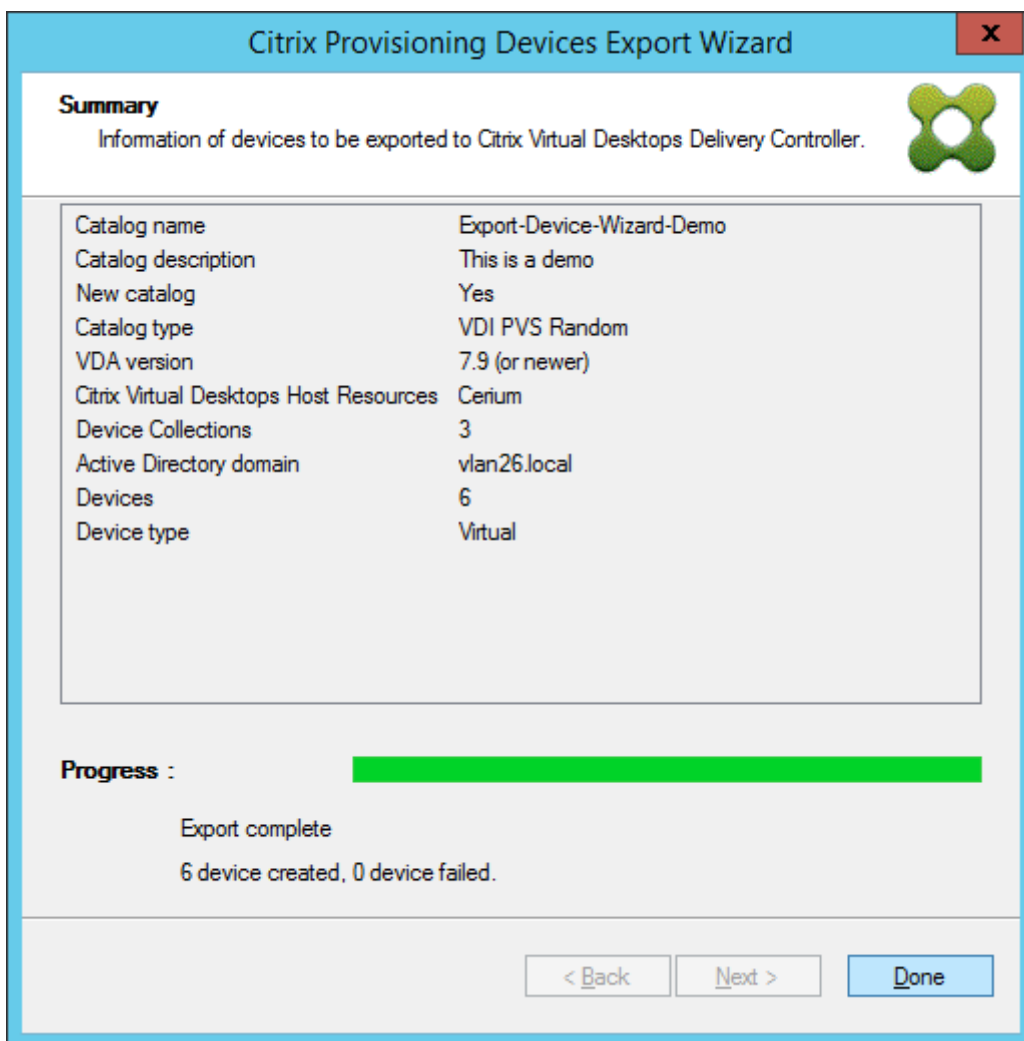 Citrix Provisioning Devices Export Wizard
x
Summary
Information of devices to be exported to Citrix Virtual Desktops Delivery Controller.
Catalog name Export-Device-Wizard-Demo
Catalog description This is a demo
New catalog Yes
Catalog type VDI PVS Random
VDA version 7.9 (or newer)
Citrix Virtual Desktops Host Resources Cerium
Device Collections 3
Active Directory domain vlan26.local
Devices 6
Device type Virtual
Progress :
Export complete
6 device created, 0 device failed.
< Back Next > Done